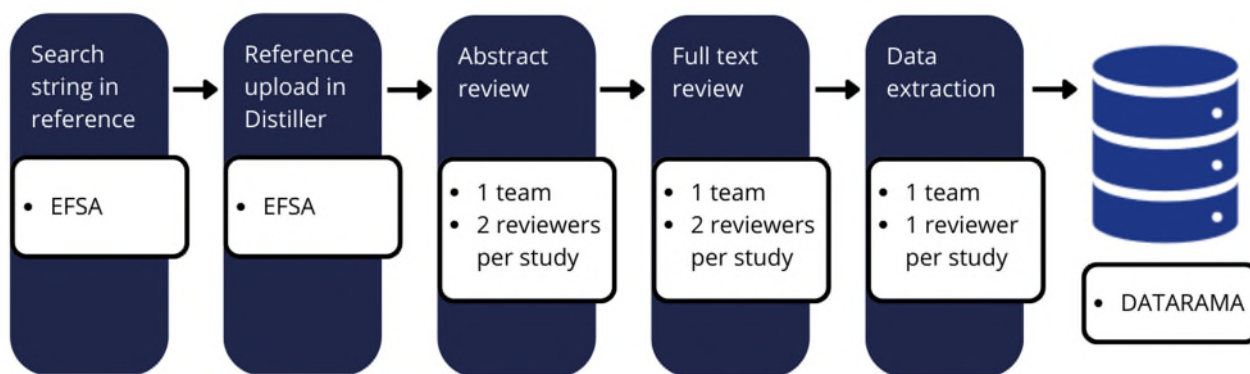 Search
string in
reference
• EFSA
Reference
upload in
Distiller
• EFSA
Abstract
review
• 1 team
• 2 reviewers
per study
Full text
review
• 1 team
• 2 reviewers
per study
Data
extraction
• 1 team
• 1 reviewer
per study
• DATARAMA